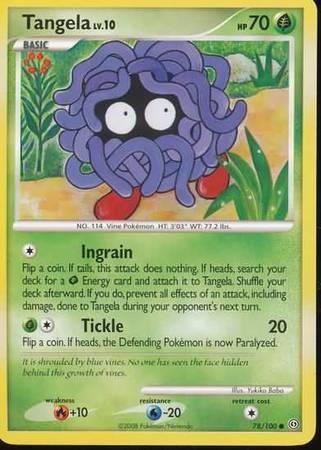 Tangela LV.10 HP 70
BASIC
NO. 114 Vine Pokémon HT: 3'03" WT: 77.2 lbs.
Ingrain
Flip a coin. If tails, this attack does nothing. If heads, search your
deck for a Energy card and attach it to Tangela. Shuffle your
deck afterward. If you do, prevent all effects of an attack, including
damage, done to Tangela during your opponent's next turn.
Tickle 20
Flip a coin. If heads, the Defending Pokémon is now Paralyzed.
It is shrouded by blue vines. No one has seen the face hidden
behind this growth of vines.
Illus. Yukiko Baba
weakness resistance retreat cost
+10 -20
©2008 Pokémon/Nintendo 78/100